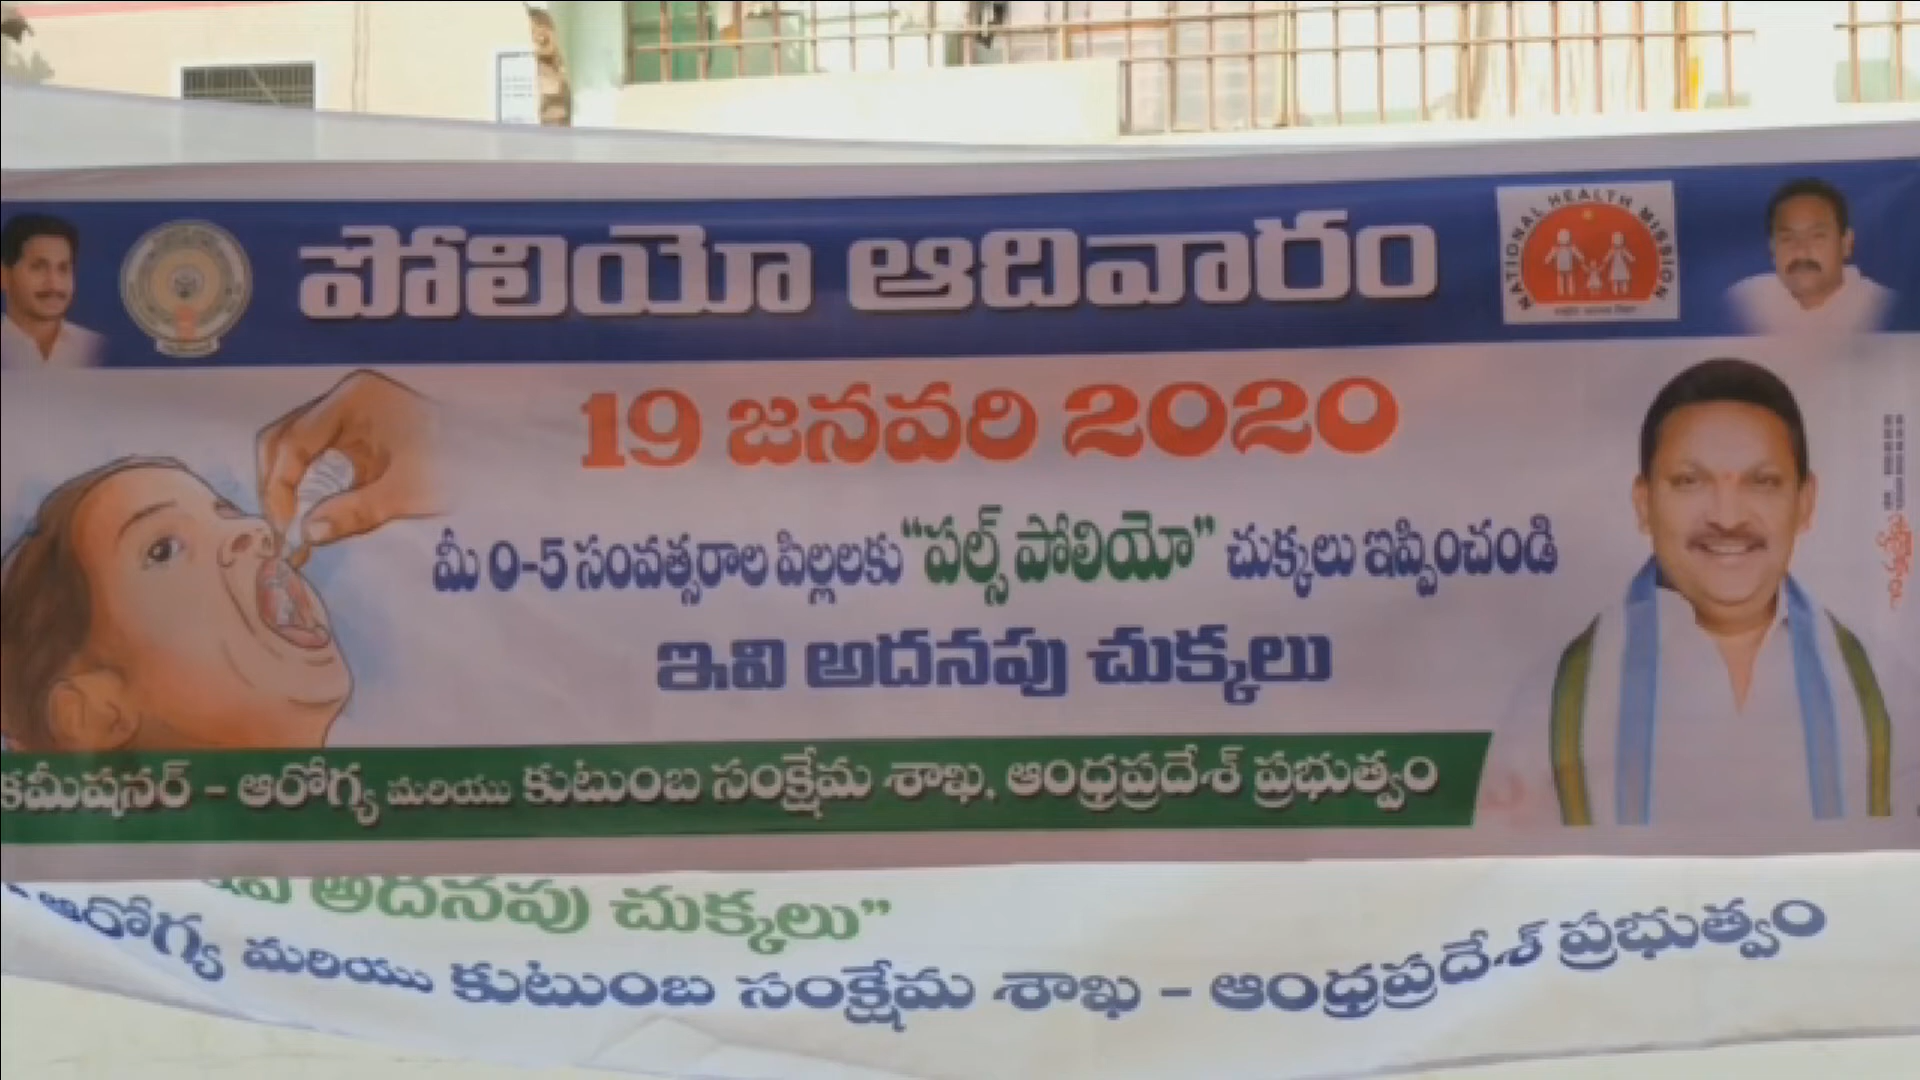 పోలియో ఆదివారం
NATIONAL HEALTH MISSION
19 జనవరి 2020
మీ 0-5 సంవత్సరాల పిల్లలకు "పల్స్ పోలియో" చుక్కలు ఇప్పించండి
ఇవి అదనపు చుక్కలు
కమీషనర్ - ఆరోగ్య మరియు కుటుంబ సంక్షేమ శాఖ, ఆంధ్రప్రదేశ్ ప్రభుత్వం
ఇవి అదనపు చుక్కలు"
ఆరోగ్య మరియు కుటుంబ సంక్షేమ శాఖ - ఆంధ్రప్రదేశ్ ప్రభుత్వం